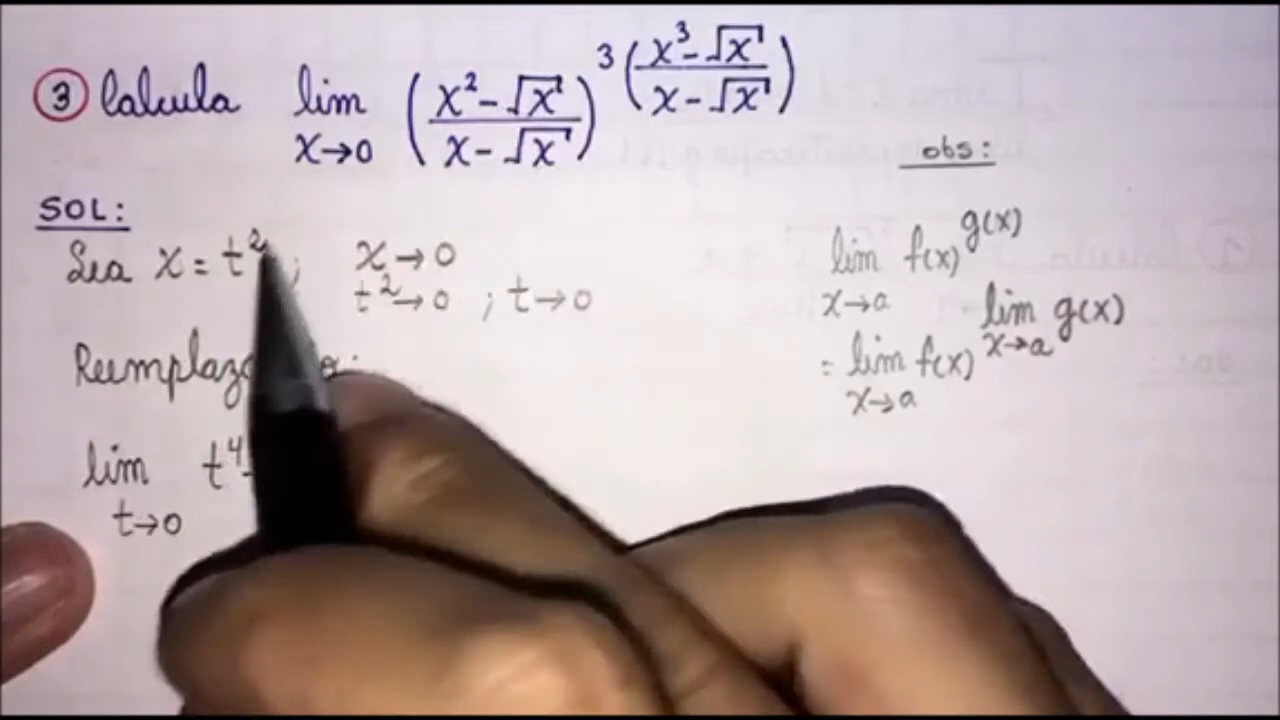 ③ Calcula lim x→0 ((x² - √x)/(x - √x))^3((x³ - √x)/(x - √x))
obs:
SOL:
Sea x = t²; x→0
t²→0 ; t→0
lim x→a f(x)^g(x)
= lim x→a f(x)^lim x→a g(x)
lim t→0 t⁴-